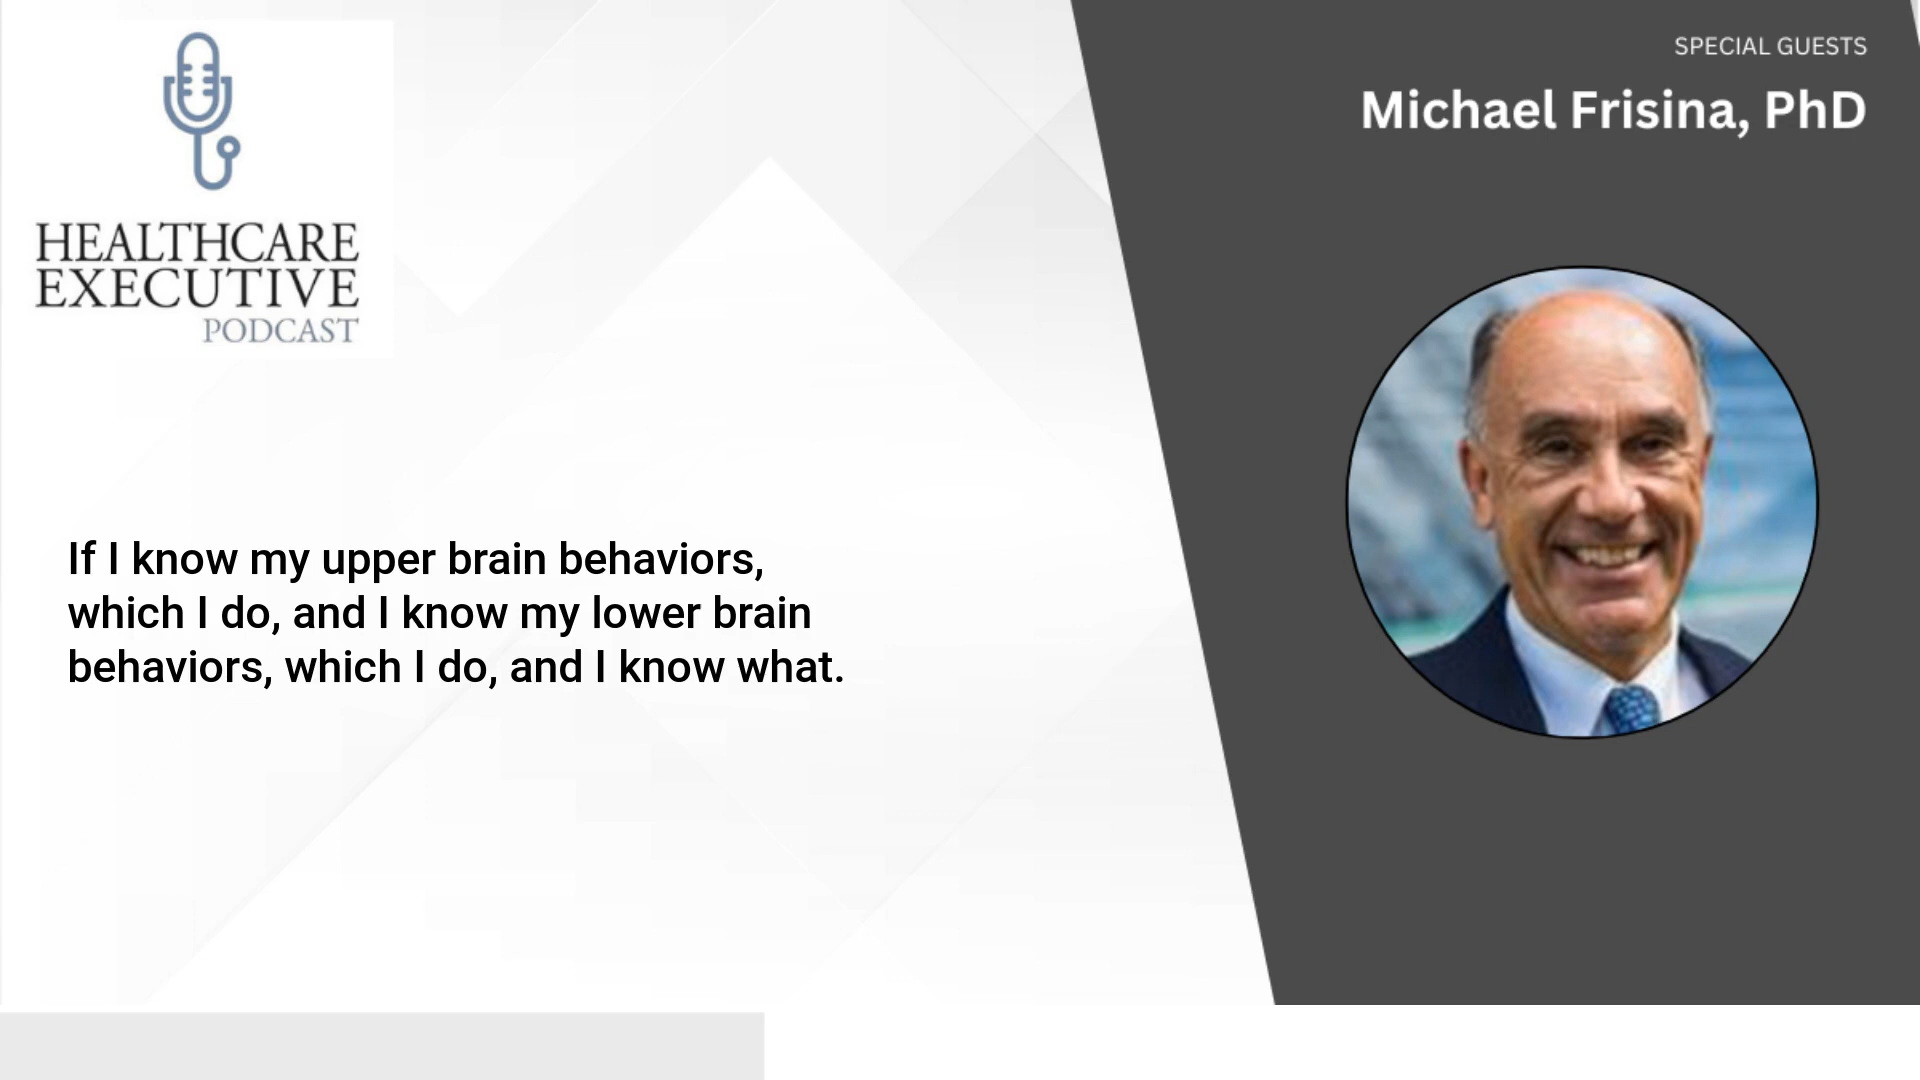 HEALTHCARE
EXECUTIVE
PODCAST
SPECIAL GUESTS
Michael Frisina, PhD
If I know my upper brain behaviors,
which I do, and I know my lower brain
behaviors, which I do, and I know what.